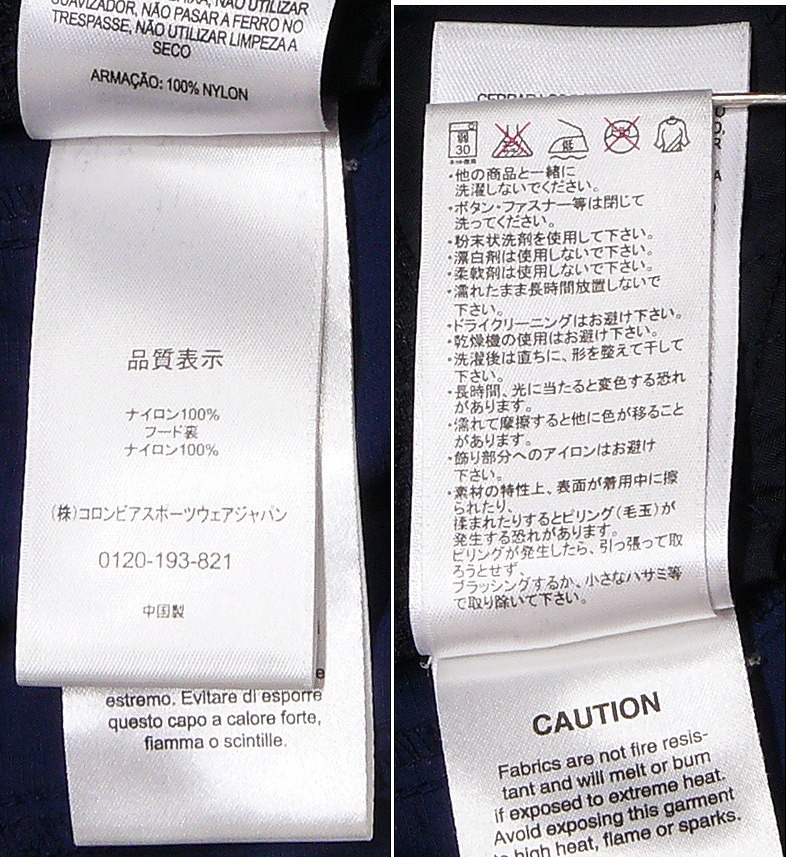 NÃO UTILIZAR
SUAVIZADOR, NÃO PASAR A FERRO NO
TRESPASSE, NÃO UTILIZAR LIMPEZA A
SECO
ARMAÇÃO: 100% NYLON
品質表示
ナイロン100%
フード裏
ナイロン100%
(株)コロンビアスポーツウェアジャパン
0120-193-821
中国製
estremo. Evitare di esporre
questo capo a calore forte,
fiamma o scintille.
弱
30
ネット使用
低
・他の商品と一緒に
洗濯しないでください。
・ボタン・ファスナー等は閉じて
洗ってください。
・粉末状洗剤を使用して下さい。
・漂白剤は使用しないで下さい。
・柔軟剤は使用しないで下さい。
・濡れたまま長時間放置しないで
下さい。
・ドライクリーニングはお避け下さい。
・乾燥機の使用はお避け下さい。
・洗濯後は直ちに、形を整えて干して
下さい。
・長時間、光に当たると変色する恐れ
があります。
・濡れて摩擦すると他に色が移ること
があります。
・飾り部分へのアイロンはお避け
下さい。
・素材の特性上、表面が着用中に擦
られたり、
揉まれたりするとピリング(毛玉)が
発生する恐れがあります。
ピリングが発生したら、引っ張って取
ろうとせず、
ブラッシングするか、小さなハサミ等
で取り除いて下さい。
CAUTION
Fabrics are not fire resis-
tant and will melt or burn
if exposed to extreme heat.
Avoid exposing this garment
to high heat, flame or sparks.